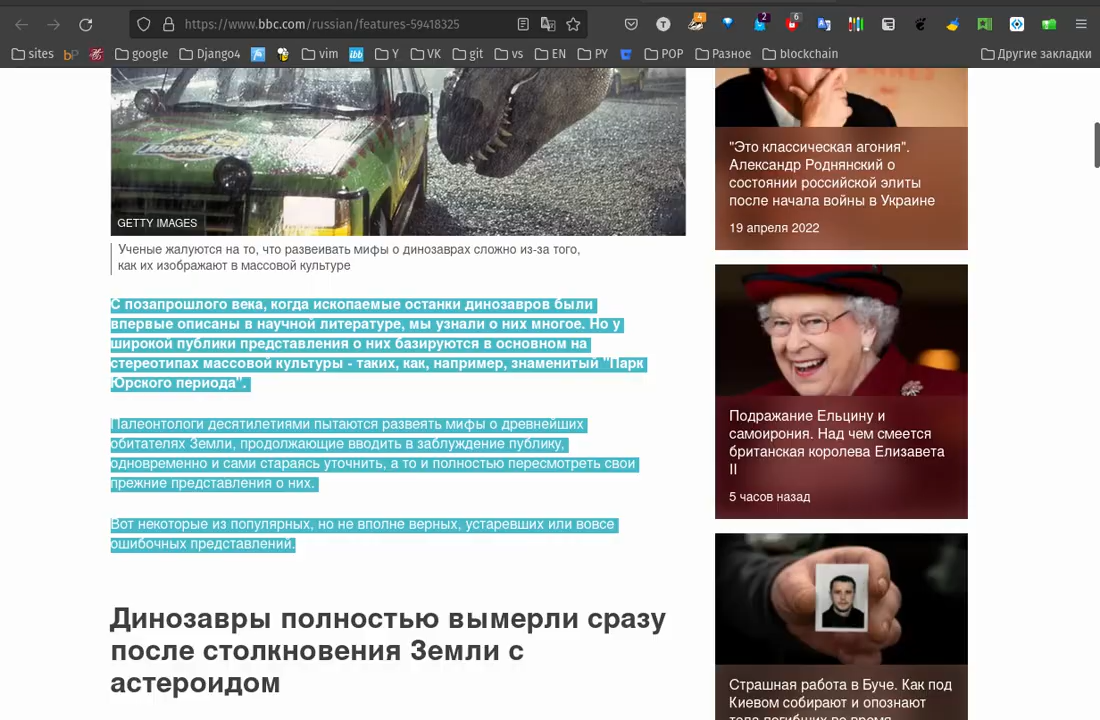 https://www.bbc.com/russian/features-59418325
4
2
6
sites
google
Django4
vim
Y
VK
git
vs
EN
PY
POP
Разное
blockchain
Другие закладки
GETTY IMAGES
Ученые жалуются на то, что развеивать мифы о динозаврах сложно из-за того,
как их изображают в массовой культуре
С позапрошлого века, когда ископаемые останки динозавров были
впервые описаны в научной литературе, мы узнали о них многое. Но у
широкой публики представления о них базируются в основном на
стереотипах массовой культуры - таких, как, например, знаменитый "Парк
Юрского периода".
Палеонтологи десятилетиями пытаются развеять мифы о древнейших
обитателях Земли, продолжающие вводить в заблуждение публику,
одновременно и сами стараясь уточнить, а то и полностью пересмотреть свои
прежние представления о них.
Вот некоторые из популярных, но не вполне верных, устаревших или вовсе
ошибочных представлений.
Динозавры полностью вымерли сразу
после столкновения Земли с
астероидом
"Это классическая агония".
Александр Роднянский о
состоянии российской элиты
после начала войны в Украине
19 апреля 2022
Подражание Ельцину и
самоирония. Над чем смеется
британская королева Елизавета
II
5 часов назад
Страшная работа в Буче. Как под
Киевом собирают и опознают
тела погибших во время